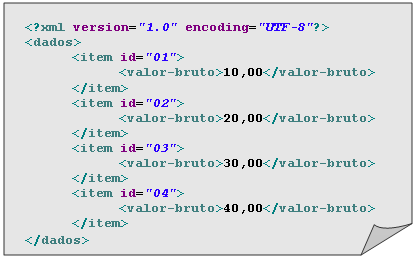 <?xml version="1.0" encoding="UTF-8"?>
<dados>
<item id="01">
<valor-bruto>10,00</valor-bruto>
</item>
<item id="02">
<valor-bruto>20,00</valor-bruto>
</item>
<item id="03">
<valor-bruto>30,00</valor-bruto>
</item>
<item id="04">
<valor-bruto>40,00</valor-bruto>
</item>
</dados>